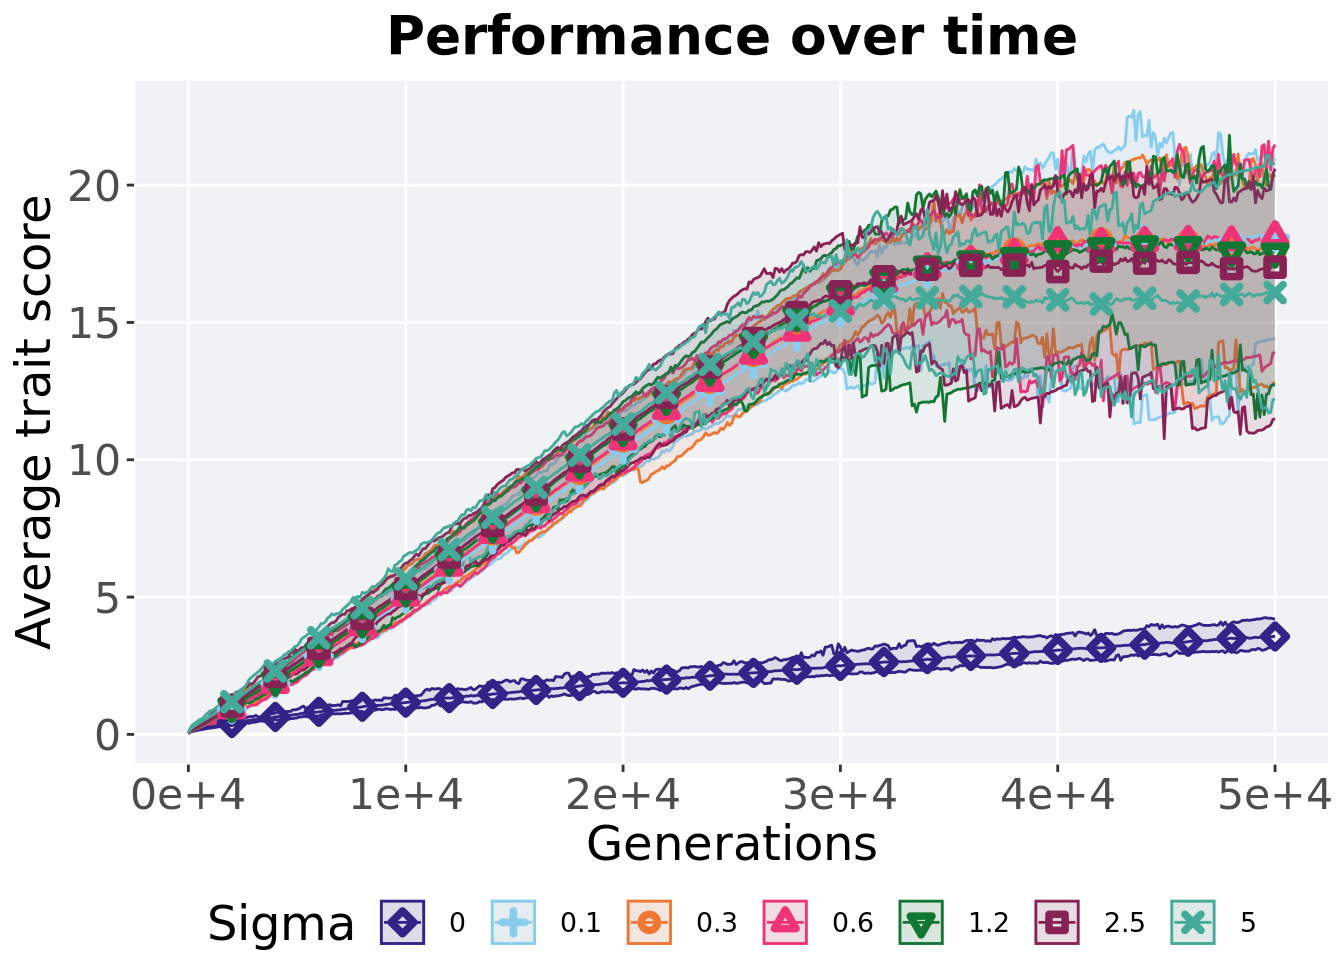 Performance over time
Average trait score
20
15
10
5
0
0e+4 1e+4 2e+4 3e+4 4e+4 5e+4
Generations
Sigma 0 0.1 0.3 0.6 1.2 2.5 5